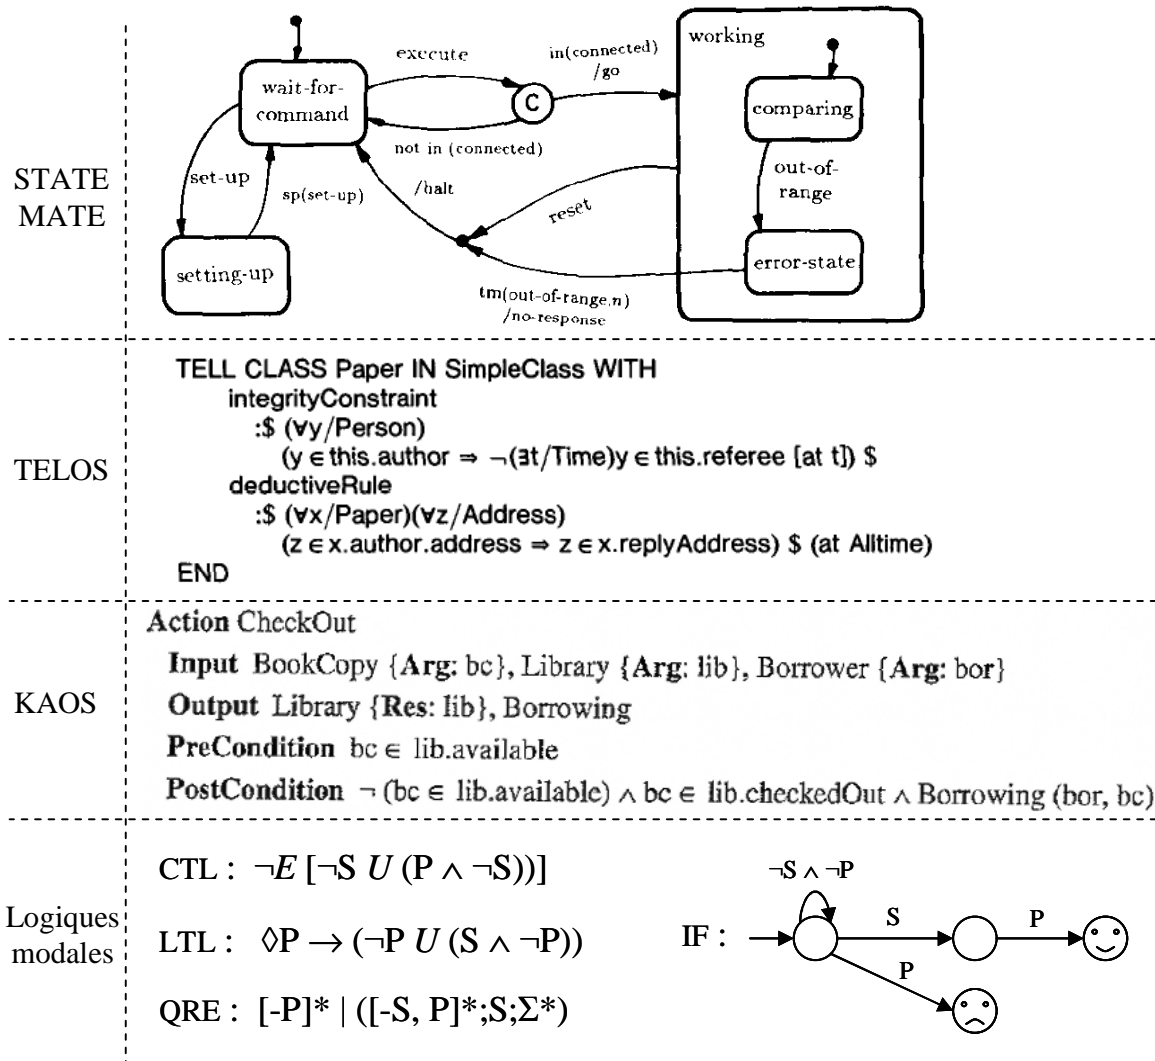 STATE
MATE
wait-for-
command
execute
C
in(connected)
/go
not in (connected)
set-up
sp(set-up)
/halt
reset
setting-up
tm(out-of-range,n)
/no-response
working
comparing
out-of-
range
error-state
TELOS
TELL CLASS Paper IN SimpleClass WITH
integrityConstraint
:$ (∀y/Person)
(y ∈ this.author ⇒ ¬(∃t/Time)y ∈ this.referee [at t]) $
deductiveRule
:$ (∀x/Paper)(∀z/Address)
(z ∈ x.author.address ⇒ z ∈ x.replyAddress) $ (at Alltime)
END
KAOS
Action CheckOut
Input BookCopy {Arg: bc}, Library {Arg: lib}, Borrower {Arg: bor}
Output Library {Res: lib}, Borrowing
PreCondition bc ∈ lib.available
PostCondition ¬ (bc ∈ lib.available) ∧ bc ∈ lib.checkedOut ∧ Borrowing (bor, bc)
Logiques
modales
CTL : ¬E [¬S U (P ∧ ¬S))]
LTL : ◊P → (¬P U (S ∧ ¬P))
QRE : [-P]* | ([-S, P]*;S;Σ*)
IF :
¬S ∧ ¬P
S
P
P